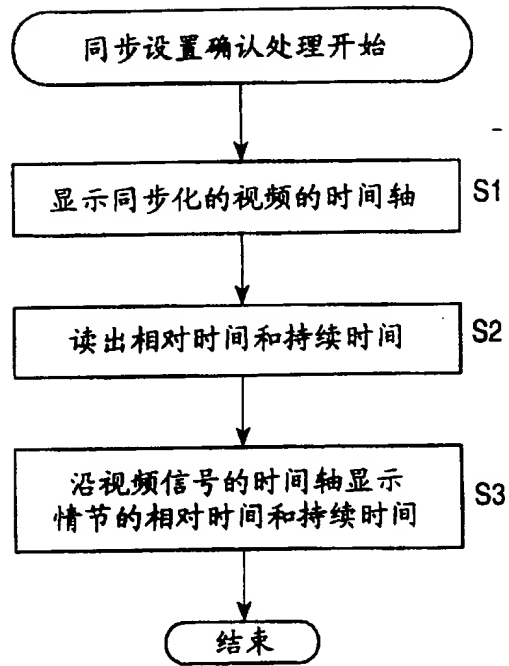 同步设置确认处理开始
显示同步化的视频的时间轴
S1
读出相对时间和持续时间
S2
沿视频信号的时间轴显示
情节的相对时间和持续时间
S3
结束